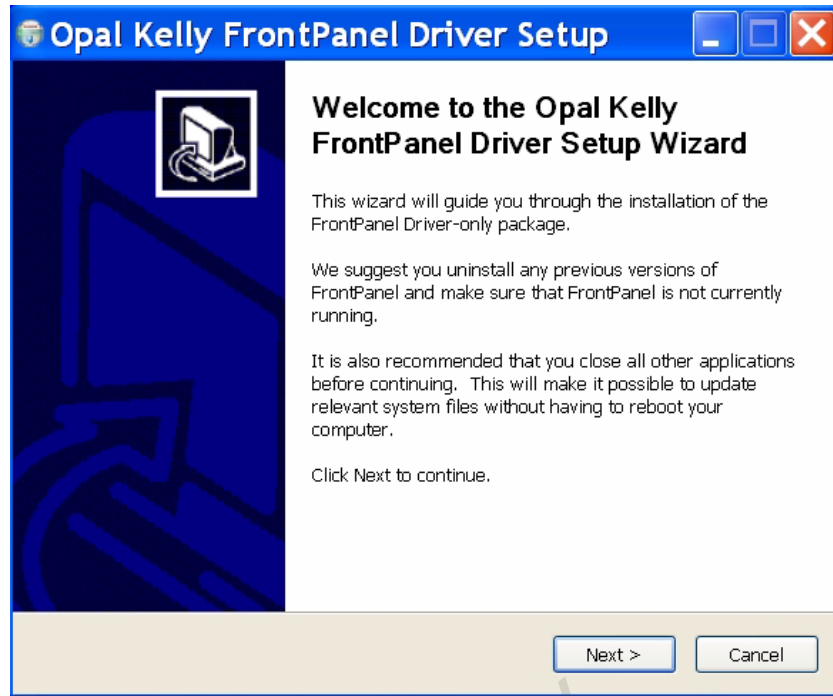 Opal Kelly FrontPanel Driver Setup
Welcome to the Opal Kelly
FrontPanel Driver Setup Wizard
This wizard will guide you through the installation of the
FrontPanel Driver-only package.
We suggest you uninstall any previous versions of
FrontPanel and make sure that FrontPanel is not currently
running.
It is also recommended that you close all other applications
before continuing.  This will make it possible to update
relevant system files without having to reboot your
computer.
Click Next to continue.
Next >
Cancel